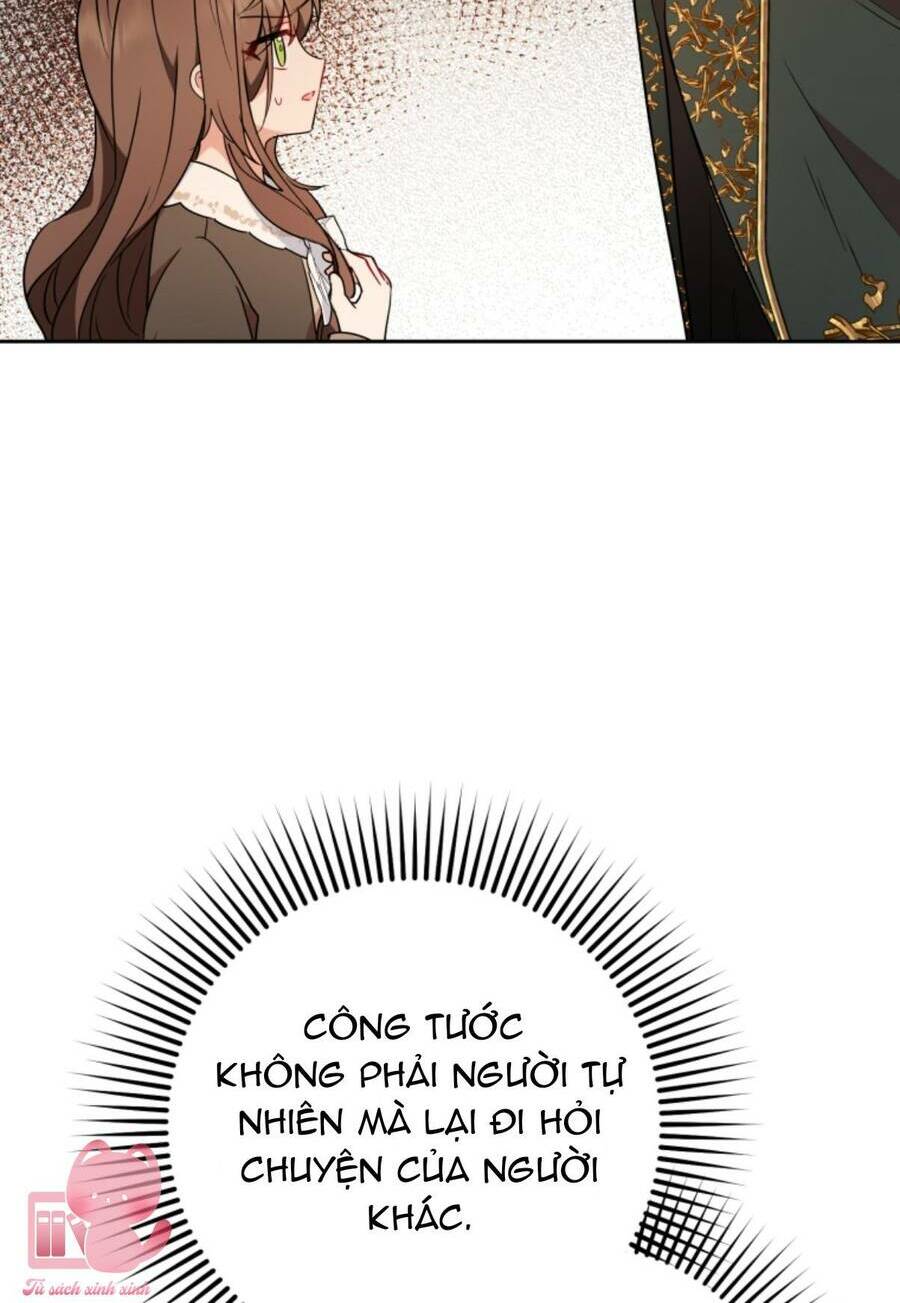 CÔNG TƯỚC
KHÔNG PHẢI NGƯỜI TỰ
NHIÊN MÀ LẠI ĐI HỎI
CHUYỆN CỦA NGƯỜI
KHÁC.
Tủ sách xinh xinh